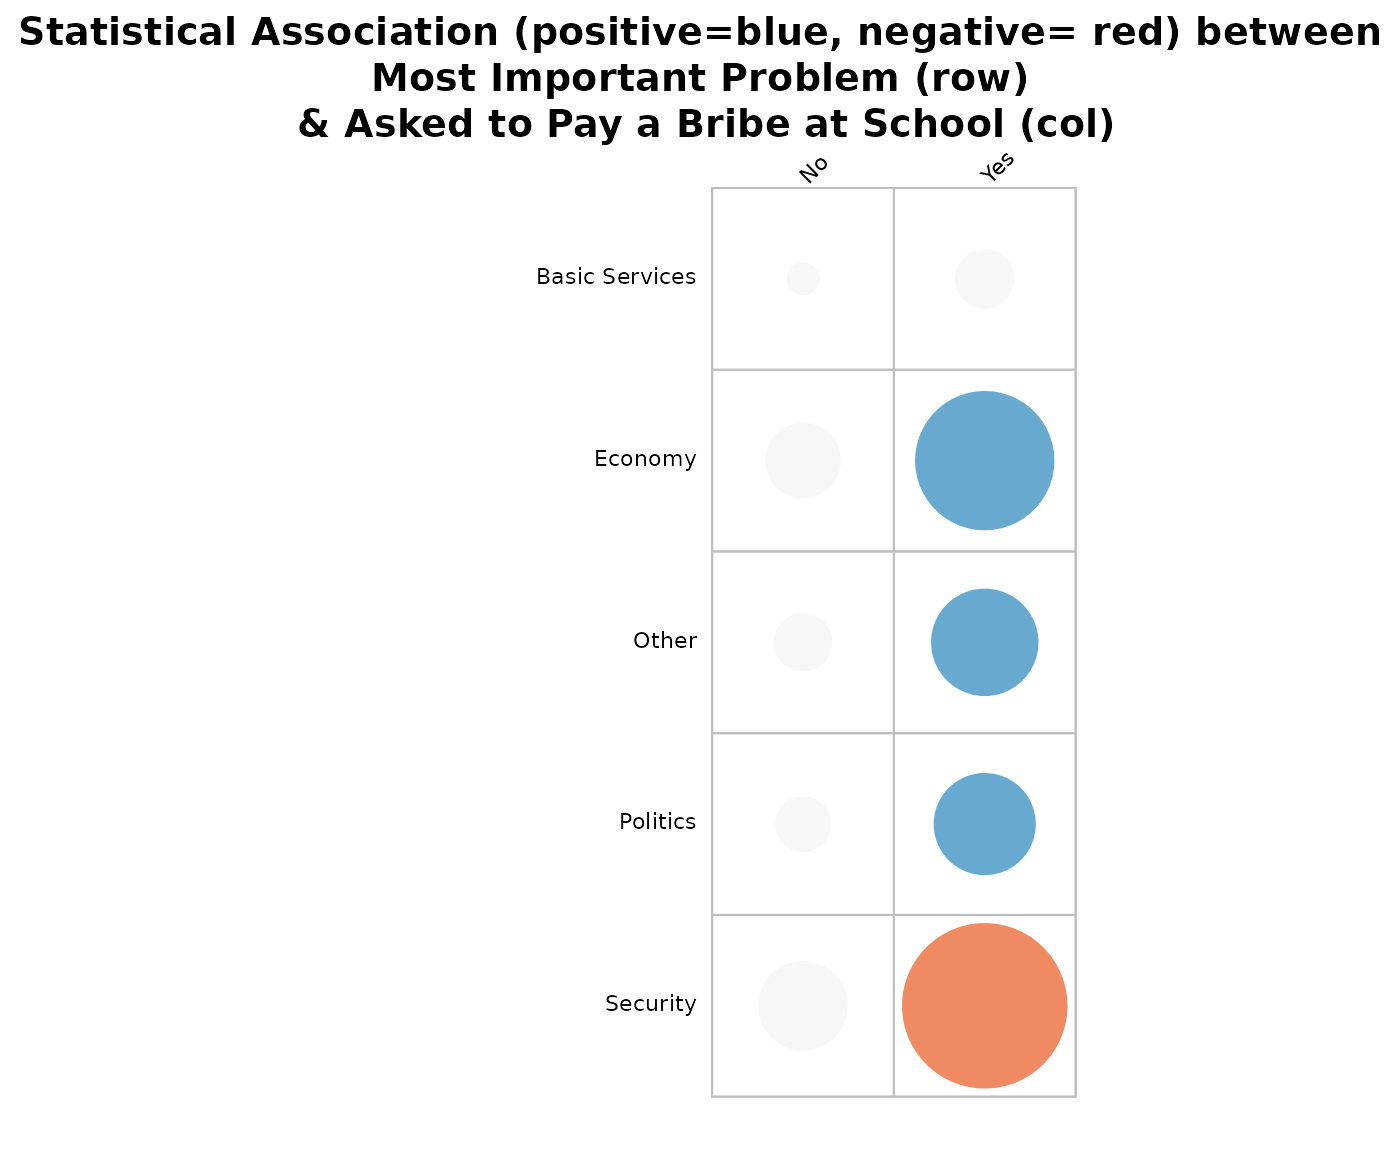 Statistical Association (positive=blue, negative= red) between
Most Important Problem (row)
& Asked to Pay a Bribe at School (col)
No
Yes
Basic Services
Economy
Other
Politics
Security